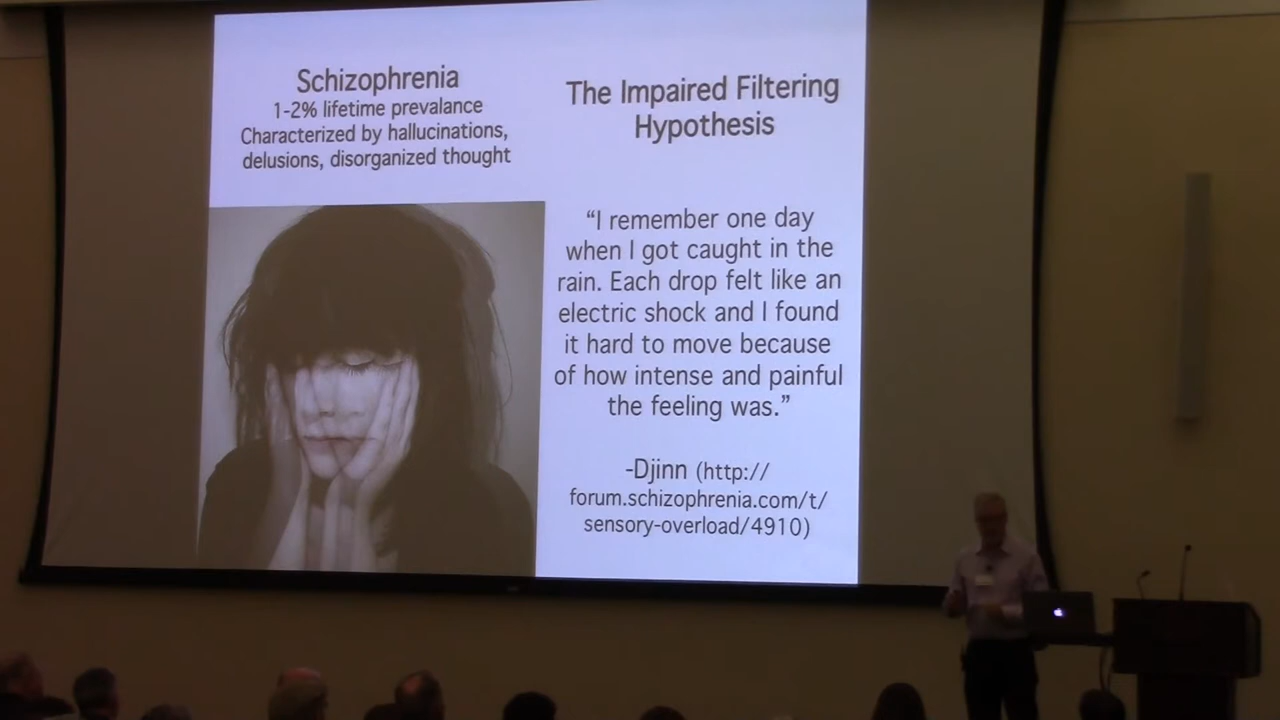 Schizophrenia
1-2% lifetime prevalance
Characterized by hallucinations,
delusions, disorganized thought
The Impaired Filtering
Hypothesis
“I remember one day
when I got caught in the
rain. Each drop felt like an
electric shock and I found
it hard to move because
of how intense and painful
the feeling was.”
-Djinn (http://
forum.schizophrenia.com/t/
sensory-overload/4910)